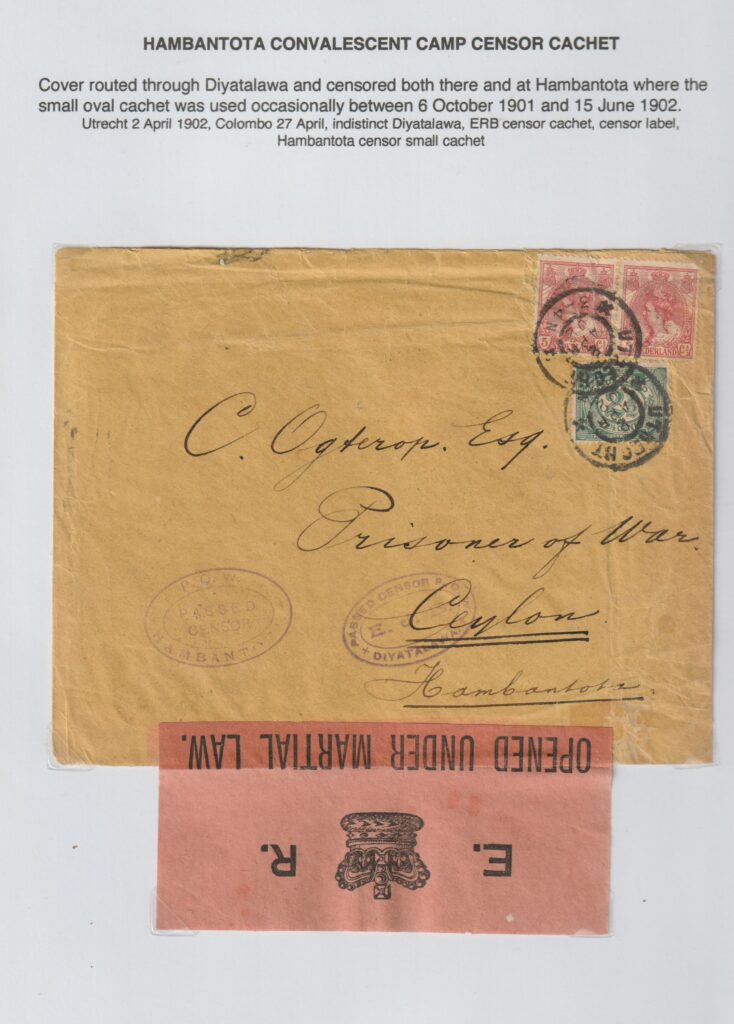 HAMBANTOTA CONVALESCENT CAMP CENSOR CACHET
Cover routed through Diyatalawa and censored both there and at Hambantota where the
small oval cachet was used occasionally between 6 October 1901 and 15 June 1902.
Utrecht 2 April 1902, Colombo 27 April, indistinct Diyatalawa, ERB censor cachet, censor label,
Hambantota censor small cachet
NEDERLAND
UTRECHT
C. Ogterop. Esq.
Prisoner of War.
Ceylon.
Hambantota.
P.O.W.
PASSED
CENSOR
HAMBANTO
PASSED CENSOR
DIYATALAWA
OPENED UNDER MARTIAL LAW.
E. R.